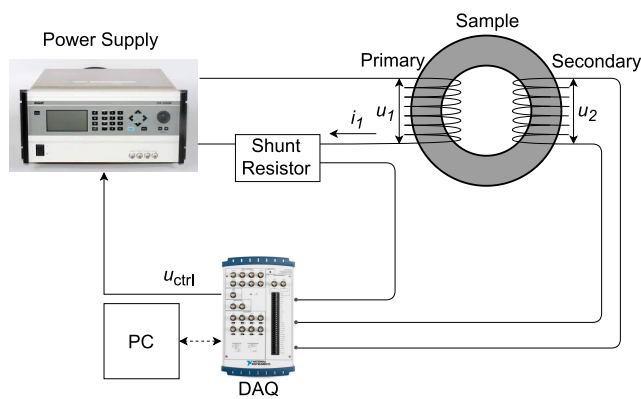 Sample
Power Supply
Primary
Secondary
u1
u2
i1
Shunt
Resistor
uctrl
PC
DAQ